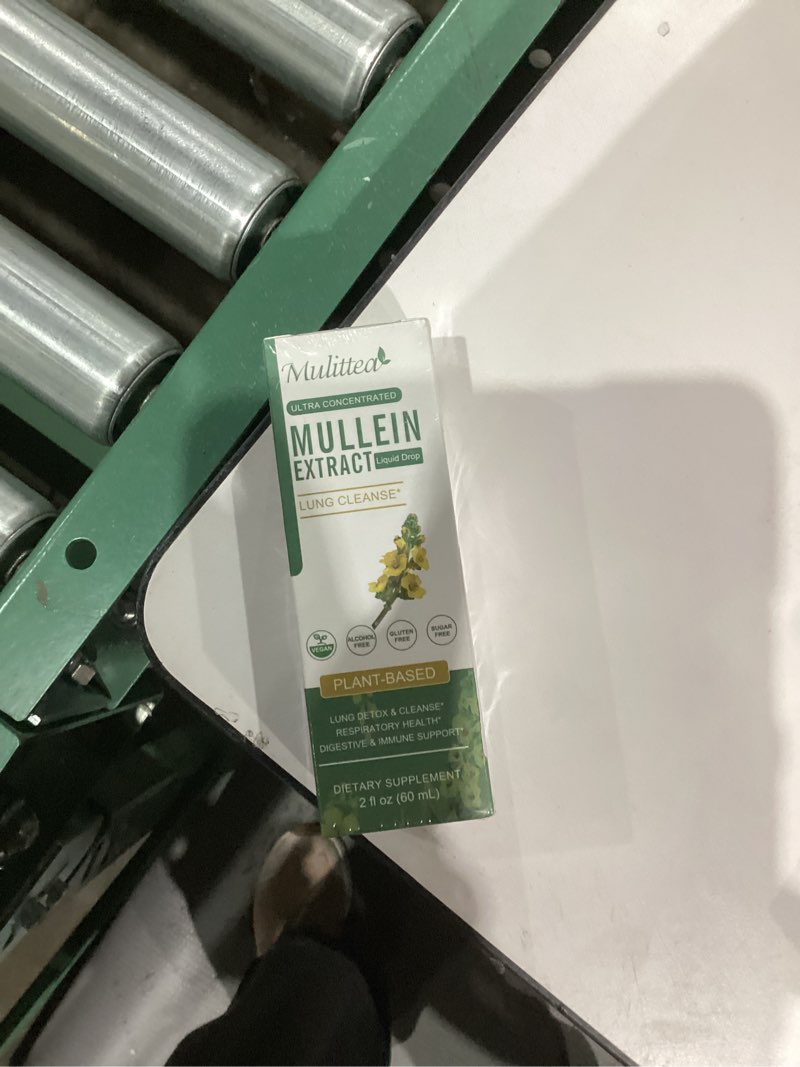 Mulittea
ULTRA CONCENTRATED
MULLEIN
EXTRACT Liquid Drop
LUNG CLEANSE*
VEGAN
ALCOHOL FREE
GLUTEN FREE
SUGAR FREE
PLANT-BASED
LUNG DETOX & CLEANSE*
RESPIRATORY HEALTH*
DIGESTIVE & IMMUNE SUPPORT*
DIETARY SUPPLEMENT
2 fl oz (60 mL)